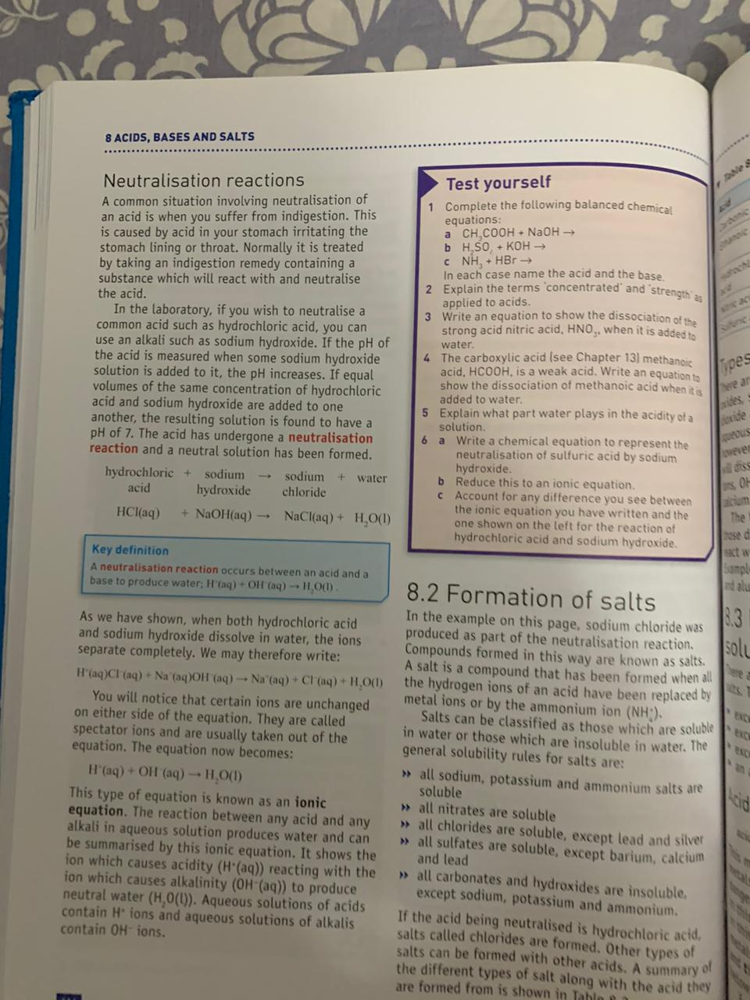 8 ACIDS, BASES AND SALTS
Neutralisation reactions
A common situation involving neutralisation of
an acid is when you suffer from indigestion. This
is caused by acid in your stomach irritating the
stomach lining or throat. Normally it is treated
by taking an indigestion remedy containing a
substance which will react with and neutralise
the acid.
In the laboratory, if you wish to neutralise a
common acid such as hydrochloric acid, you can
use an alkali such as sodium hydroxide. If the pH of
the acid is measured when some sodium hydroxide
solution is added to it, the pH increases. If equal
volumes of the same concentration of hydrochloric
acid and sodium hydroxide are added to one
another, the resulting solution is found to have a
pH of 7. The acid has undergone a neutralisation
reaction and a neutral solution has been formed.
hydrochloric + sodium → sodium + water
acid hydroxide chloride
HCl(aq) + NaOH(aq) → NaCl(aq) + H₂O(l)
Key definition
A neutralisation reaction occurs between an acid and a
base to produce water; H⁺(aq) + OH⁻(aq) → H₂O(l).
As we have shown, when both hydrochloric acid
and sodium hydroxide dissolve in water, the ions
separate completely. We may therefore write:
H⁺(aq)Cl⁻(aq) + Na⁺(aq)OH⁻(aq) → Na⁺(aq) + Cl⁻(aq) + H₂O(l)
You will notice that certain ions are unchanged
on either side of the equation. They are called
spectator ions and are usually taken out of the
equation. The equation now becomes:
H⁺(aq) + OH⁻(aq) → H₂O(l)
This type of equation is known as an ionic
equation. The reaction between any acid and any
alkali in aqueous solution produces water and can
be summarised by this ionic equation. It shows the
ion which causes acidity (H⁺(aq)) reacting with the
ion which causes alkalinity (OH⁻(aq)) to produce
neutral water (H₂O(l)). Aqueous solutions of acids
contain H⁺ ions and aqueous solutions of alkalis
contain OH⁻ ions.
Test yourself
1 Complete the following balanced chemical
equations:
a CH₃COOH + NaOH →
b H₂SO₄ + KOH →
c NH₃ + HBr →
In each case name the acid and the base.
2 Explain the terms 'concentrated' and 'strength' as
applied to acids.
3 Write an equation to show the dissociation of the
strong acid nitric acid, HNO₃, when it is added to
water.
4 The carboxylic acid (see Chapter 13) methanoic
acid, HCOOH, is a weak acid. Write an equation to
show the dissociation of methanoic acid when it is
added to water.
5 Explain what part water plays in the acidity of a
solution.
6 a Write a chemical equation to represent the
neutralisation of sulfuric acid by sodium
hydroxide.
b Reduce this to an ionic equation.
c Account for any difference you see between
the ionic equation you have written and the
one shown on the left for the reaction of
hydrochloric acid and sodium hydroxide.
8.2 Formation of salts
In the example on this page, sodium chloride was
produced as part of the neutralisation reaction.
Compounds formed in this way are known as salts.
A salt is a compound that has been formed when all
the hydrogen ions of an acid have been replaced by
metal ions or by the ammonium ion (NH₄⁺).
Salts can be classified as those which are soluble
in water or those which are insoluble in water. The
general solubility rules for salts are:
» all sodium, potassium and ammonium salts are
soluble
» all nitrates are soluble
» all chlorides are soluble, except lead and silver
» all sulfates are soluble, except barium, calcium
and lead
» all carbonates and hydroxides are insoluble,
except sodium, potassium and ammonium.
If the acid being neutralised is hydrochloric acid,
salts called chlorides are formed. Other types of
salts can be formed with other acids. A summary of
the different types of salt along with the acid they
are formed from is shown in Table
Table 8
Types
The
8.3
Acid